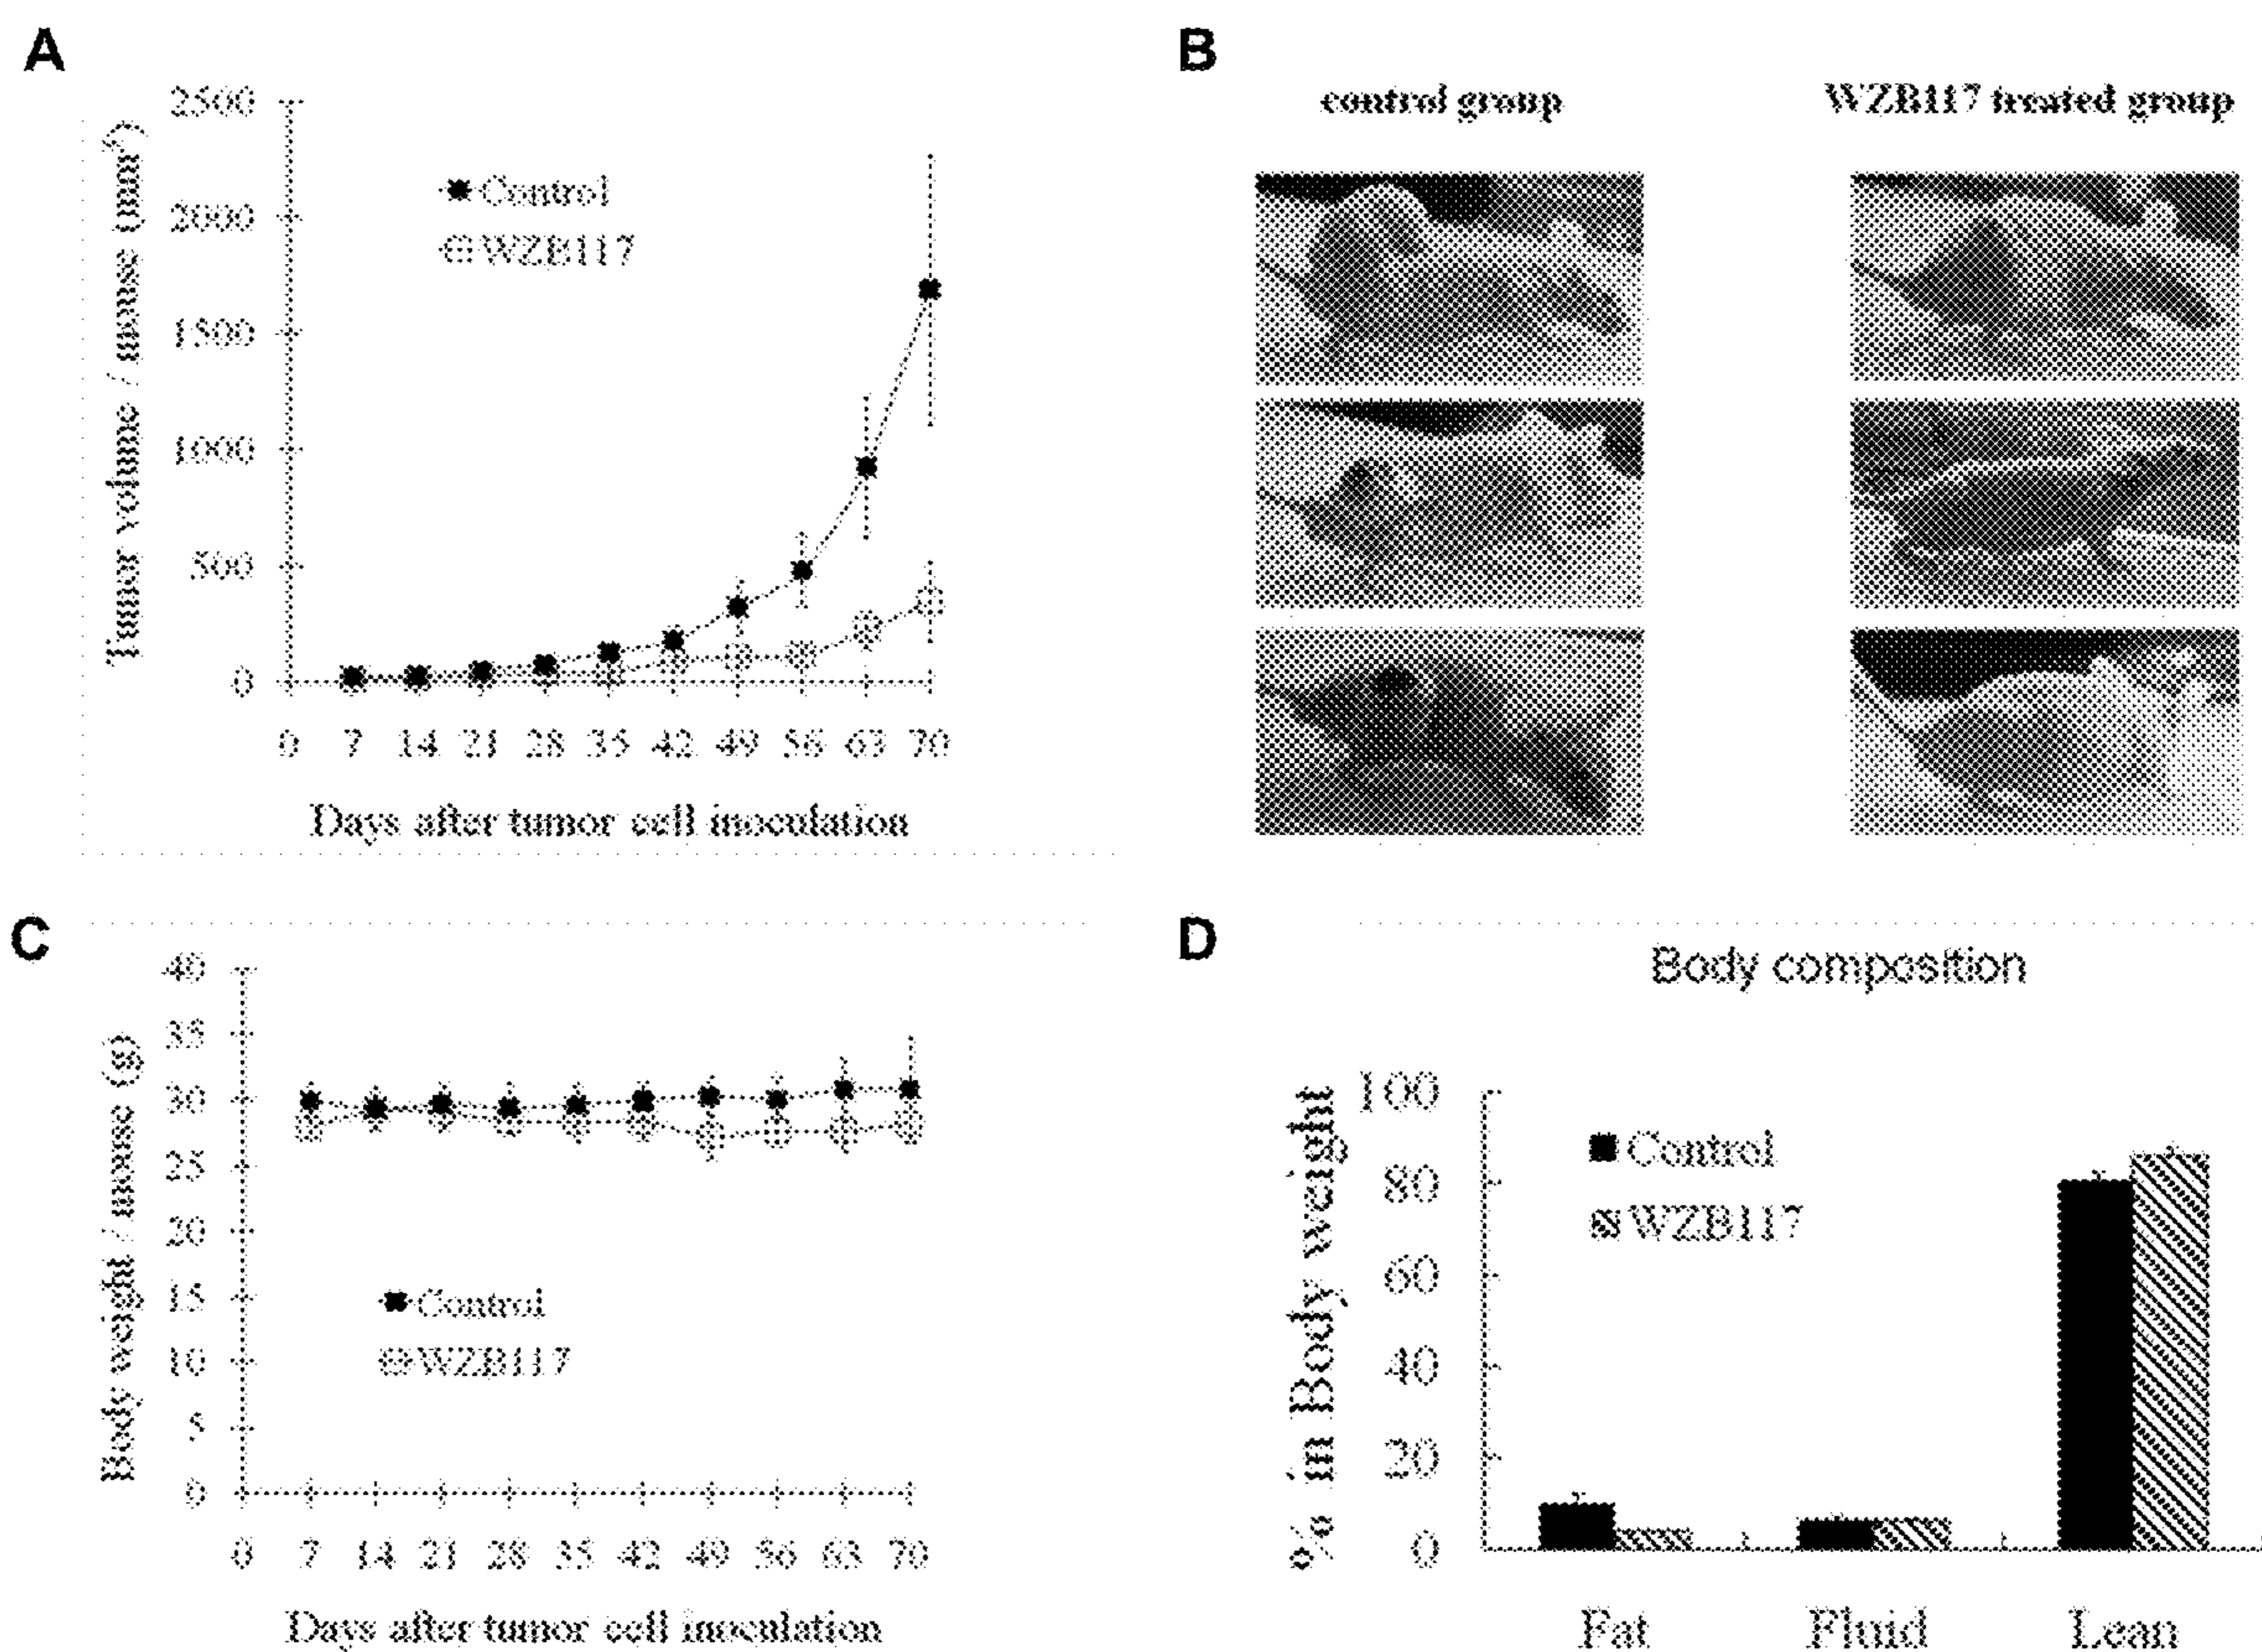 A
Tumor volume / mouse (mm³)
2500
2000
1500
1000
500
0
Control
WZB117
0 7 14 21 28 35 42 49 56 63 70
Days after tumor cell inoculation
B
control group
WZB117 treated group
C
Body weight / mouse (g)
40
35
30
25
20
15
10
5
0
Control
WZB117
0 7 14 21 28 35 42 49 56 63 70
Days after tumor cell inoculation
D
Body composition
% in Body weight
100
80
60
40
20
0
Control
WZB117
Fat Fluid Lean